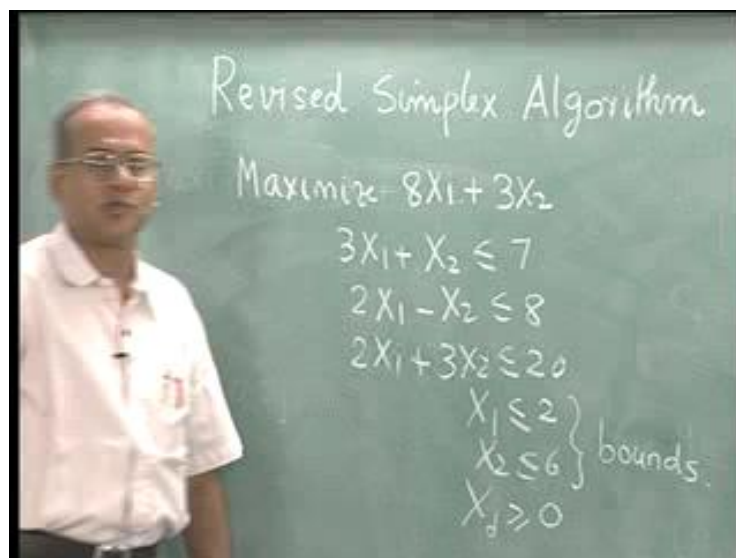 Revised Simplex Algorithm
Maximize 8X₁ + 3X₂
3X₁ + X₂ ≤ 7
2X₁ - X₂ ≤ 8
2X₁ + 3X₂ ≤ 20
X₁ ≤ 2
X₂ ≤ 6 } bounds.
Xj ≥ 0